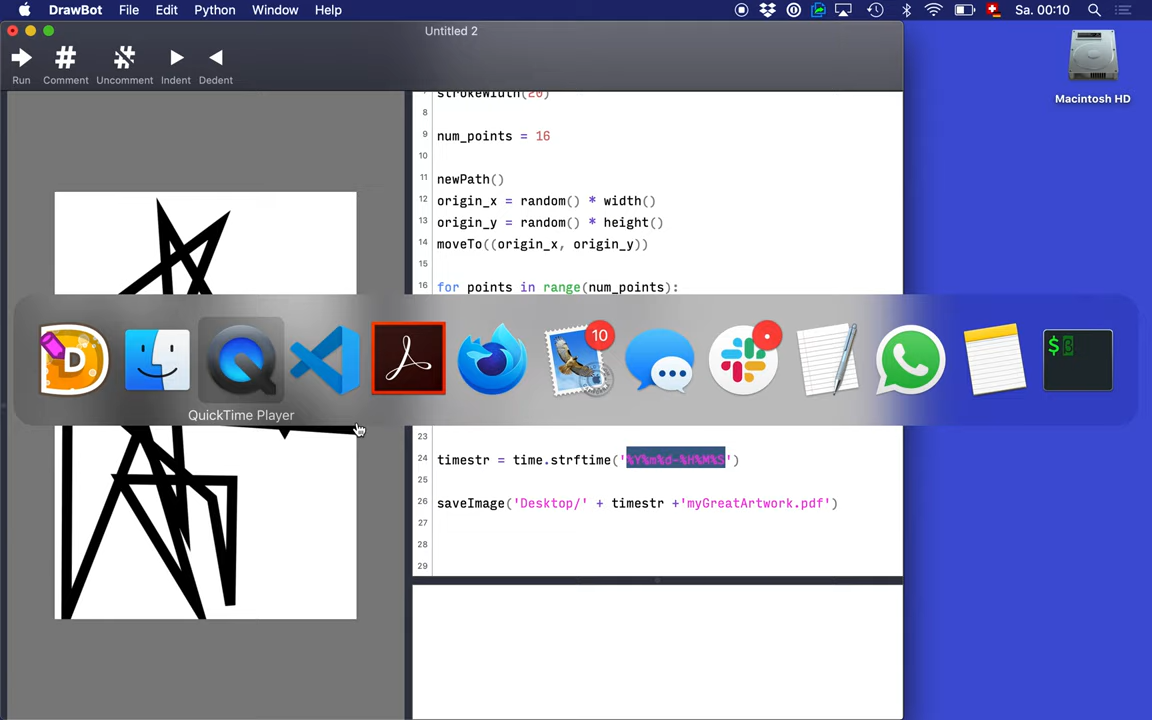 DrawBot File Edit Python Window Help Sa. 00:10
Untitled 2
Run Comment Uncomment Indent Dedent
Macintosh HD
7 strokeWidth(20)
8
9 num_points = 16
10
11 newPath()
12 origin_x = random() * width()
13 origin_y = random() * height()
14 moveTo((origin_x, origin_y))
15
16 for points in range(num_points):
10
$
QuickTime Player
23
24 timestr = time.strftime('%Y%m%d-%H%M%S')
25
26 saveImage('Desktop/' + timestr +'myGreatArtwork.pdf')
27
28
29